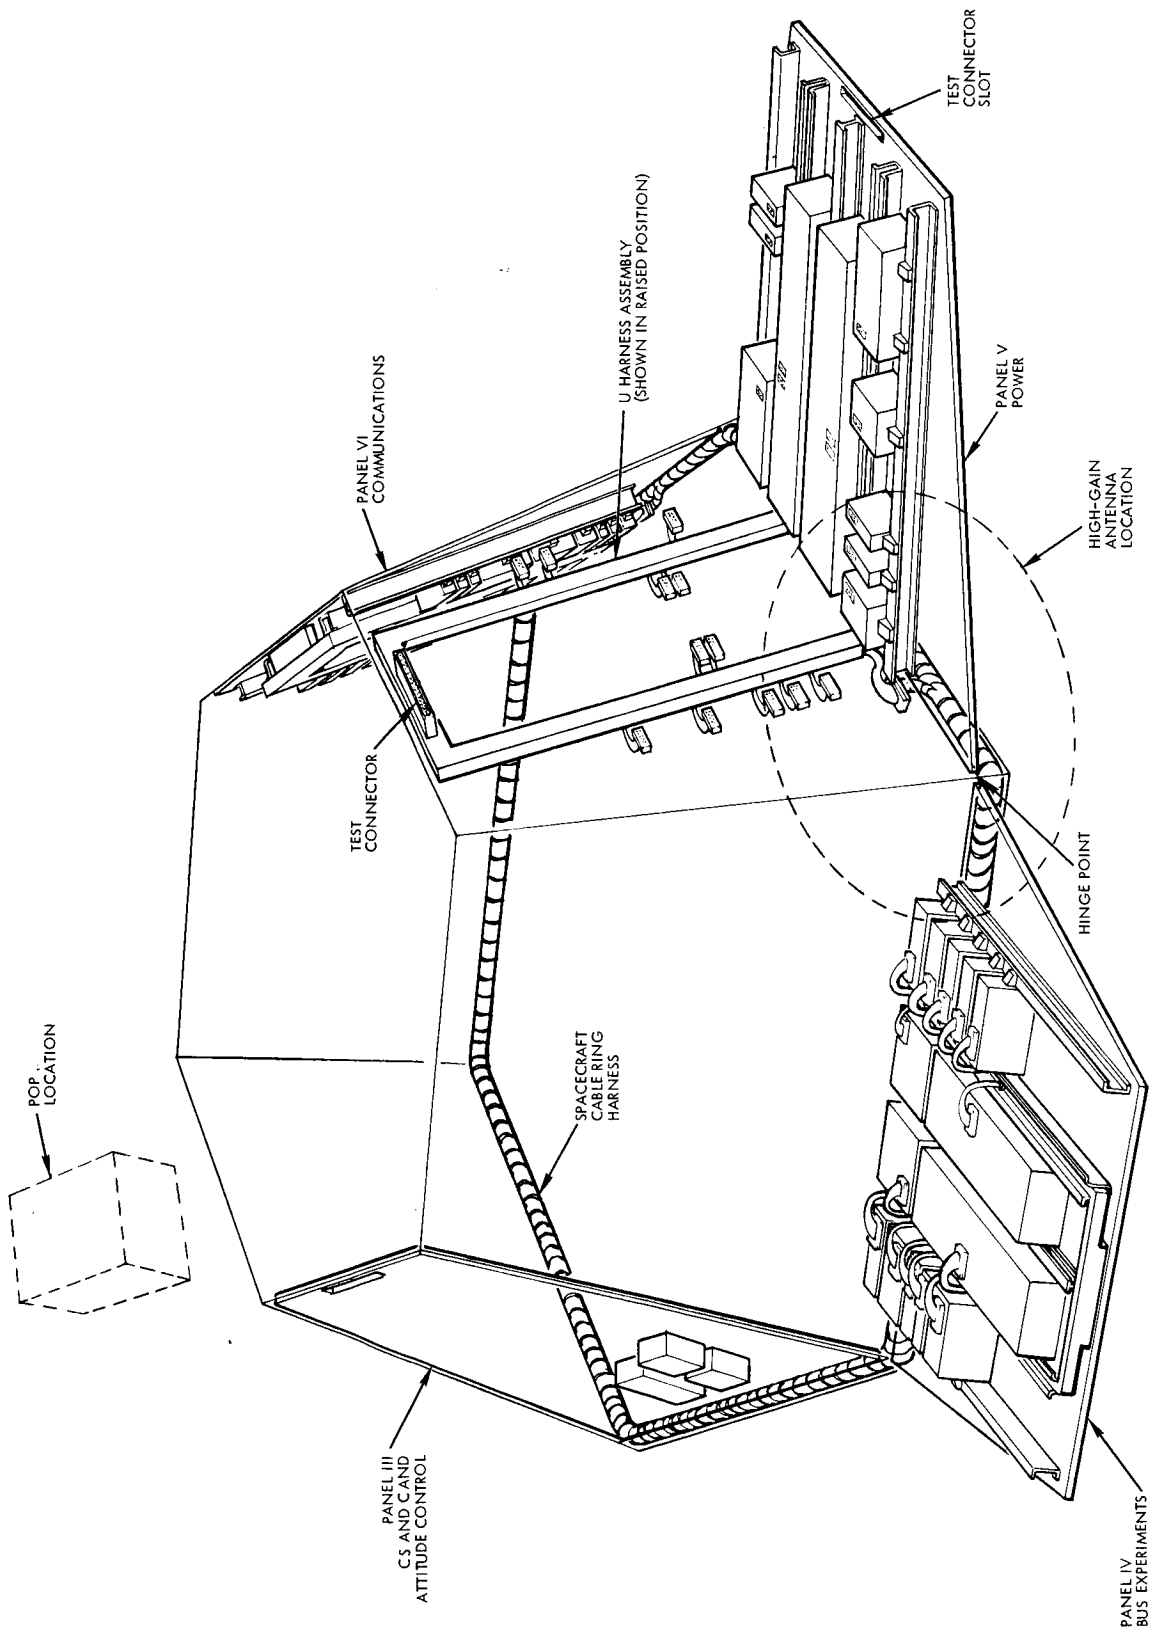 POP
LOCATION
PANEL III
CS AND C AND
ATTITUDE CONTROL
SPACECRAFT
CABLE RING
HARNESS
PANEL IV
BUS EXPERIMENTS
TEST
CONNECTOR
PANEL VI
COMMUNICATIONS
U HARNESS ASSEMBLY
(SHOWN IN RAISED POSITION)
HINGE POINT
HIGH-GAIN
ANTENNA
LOCATION
PANEL V
POWER
TEST
CONNECTOR
SLOT